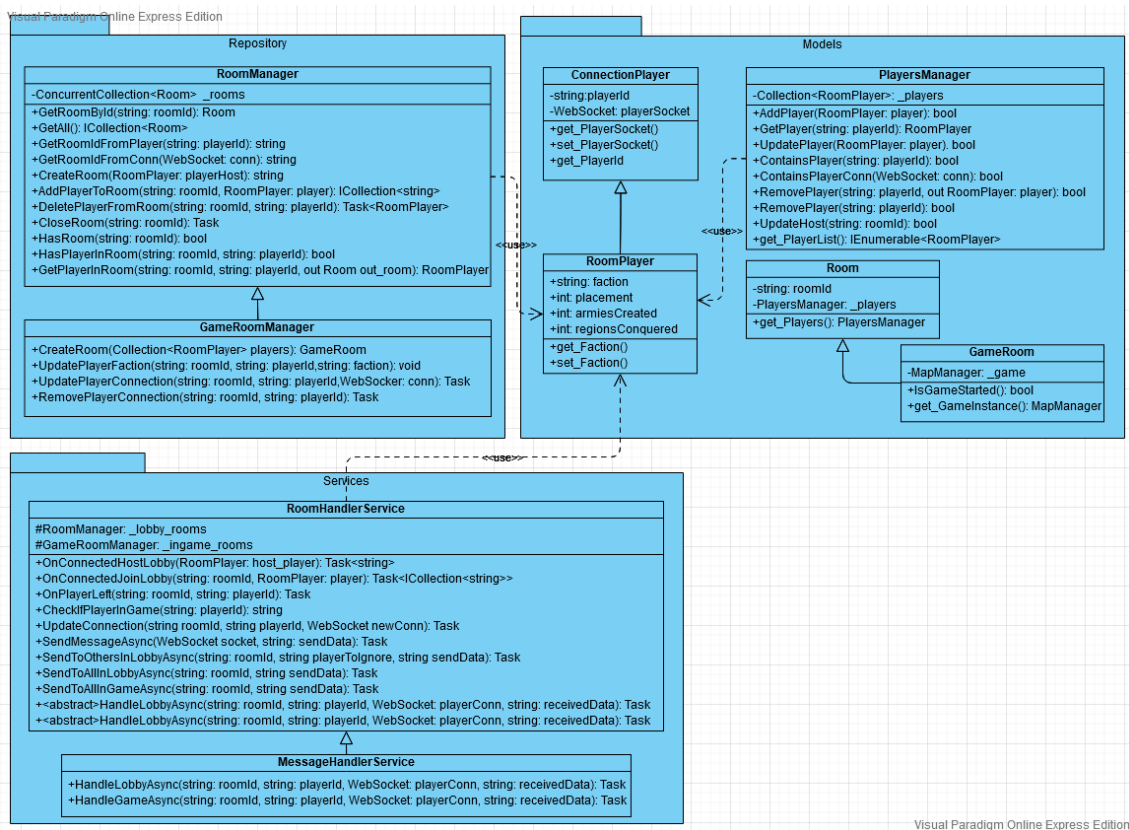 Visual Paradigm Online Express Edition
Repository
RoomManager
-ConcurrentCollection<Room> _rooms
+GetRoomById(string: roomId): Room
+GetAll(): ICollection<Room>
+GetRoomIdFromPlayer(string: playerId): string
+GetRoomIdFromConn(WebSocket: conn): string
+CreateRoom(RoomPlayer: playerHost): string
+AddPlayerToRoom(string: roomId, RoomPlayer: player): ICollection<string>
+DeletePlayerFromRoom(string: roomId, string: playerId): Task<RoomPlayer>
+CloseRoom(string: roomId): Task
+HasRoom(string: roomId): bool
+HasPlayerInRoom(string: roomId, string: playerId): bool
+GetPlayerInRoom(string: roomId, string: playerId, out Room out_room): RoomPlayer
GameRoomManager
+CreateRoom(Collection<RoomPlayer> players): GameRoom
+UpdatePlayerFaction(string: roomId, string: playerId,string: faction): void
+UpdatePlayerConnection(string: roomId, string: playerId,WebSocker: conn): Task
+RemovePlayerConnection(string: roomId, string: playerId): Task
<<use>>
Models
ConnectionPlayer
-string:playerId
-WebSocket: playerSocket
+get_PlayerSocket()
+set_PlayerSocket()
+get_PlayerId
RoomPlayer
+string: faction
+int: placement
+int: armiesCreated
+int: regionsConquered
+get_Faction()
+set_Faction()
<<use>>
PlayersManager
-Collection<RoomPlayer>: _players
+AddPlayer(RoomPlayer: player): bool
+GetPlayer(string: playerId): RoomPlayer
+UpdatePlayer(RoomPlayer: player): bool
+ContainsPlayer(string: playerId): bool
+ContainsPlayerConn(WebSocket: conn): bool
+RemovePlayer(string: playerId, out RoomPlayer: player): bool
+RemovePlayer(string: playerId): bool
+UpdateHost(string: roomId): bool
+get_PlayerList(): IEnumerable<RoomPlayer>
Room
-string: roomId
-PlayersManager: _players
+get_Players(): PlayersManager
GameRoom
-MapManager: _game
+IsGameStarted(): bool
+get_GameInstance(): MapManager
<<use>>
Services
RoomHandlerService
#RoomManager: _lobby_rooms
#GameRoomManager: _ingame_rooms
+OnConnectedHostLobby(RoomPlayer: host_player): Task<string>
+OnConnectedJoinLobby(string: roomId, RoomPlayer: player): Task<ICollection<string>>
+OnPlayerLeft(string: roomId, string: playerId): Task
+CheckIfPlayerInGame(string: playerId): string
+UpdateConnection(string roomId, string playerId, WebSocket newConn): Task
+SendMessageAsync(WebSocket socket, string: sendData): Task
+SendToOthersInLobbyAsync(string: roomId, string playerToIgnore, string sendData): Task
+SendToAllInLobbyAsync(string: roomId, string sendData): Task
+SendToAllInGameAsync(string: roomId, string sendData): Task
+<abstract>HandleLobbyAsync(string: roomId, string: playerId, WebSocket: playerConn, string: receivedData): Task
+<abstract>HandleLobbyAsync(string: roomId, string: playerId, WebSocket: playerConn, string: receivedData): Task
MessageHandlerService
+HandleLobbyAsync(string: roomId, string: playerId, WebSocket: playerConn, string: receivedData): Task
+HandleGameAsync(string: roomId, string: playerId, WebSocket: playerConn, string: receivedData): Task
Visual Paradigm Online Express Edition